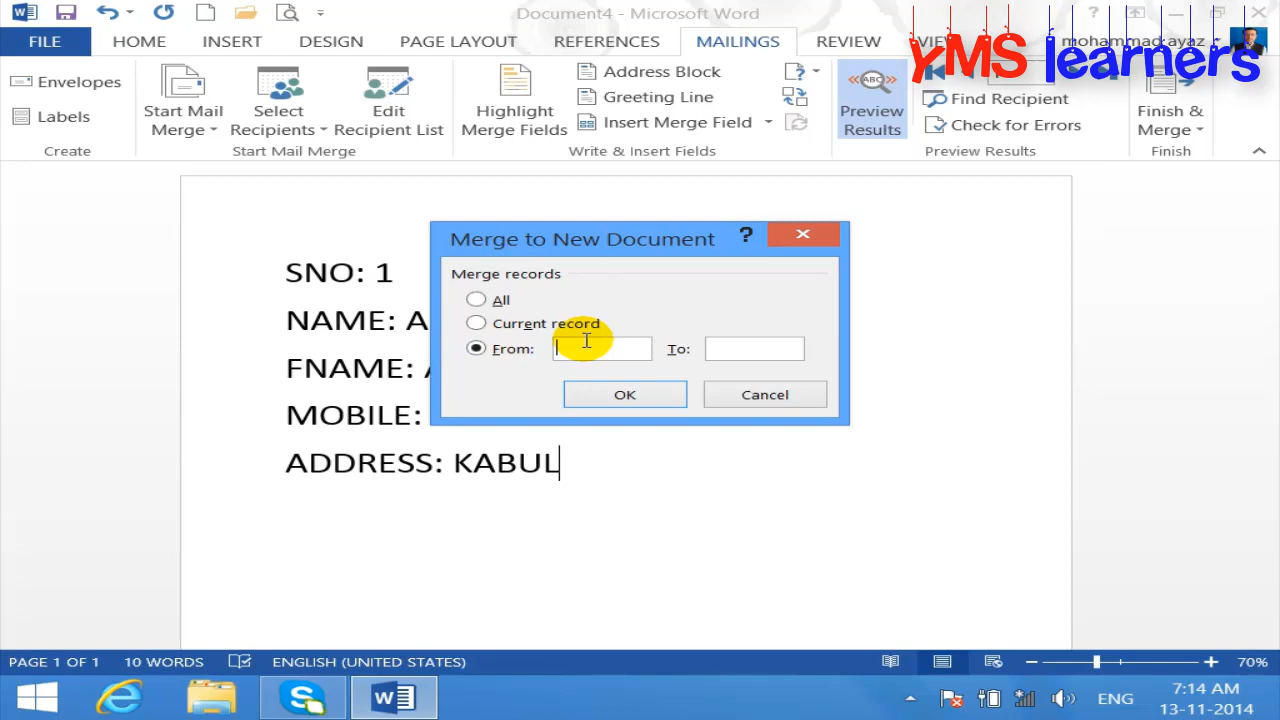 Document4 - Microsoft Word
FILE HOME INSERT DESIGN PAGE LAYOUT REFERENCES MAILINGS REVIEW mohammad ayaz
YMS learners
Envelopes
Labels
Create
Start Mail Merge
Select Recipients
Edit Recipient List
Start Mail Merge
Highlight Merge Fields
Address Block
Greeting Line
Insert Merge Field
Write & Insert Fields
ABC
Preview Results
Find Recipient
Check for Errors
Preview Results
Finish & Merge
Finish
SNO: 1
NAME: A
FNAME:
MOBILE:
ADDRESS: KABUL
Merge to New Document ?
Merge records
All
Current record
From: To:
OK Cancel
PAGE 1 OF 1 10 WORDS ENGLISH (UNITED STATES) 70%
ENG 7:14 AM
13-11-2014